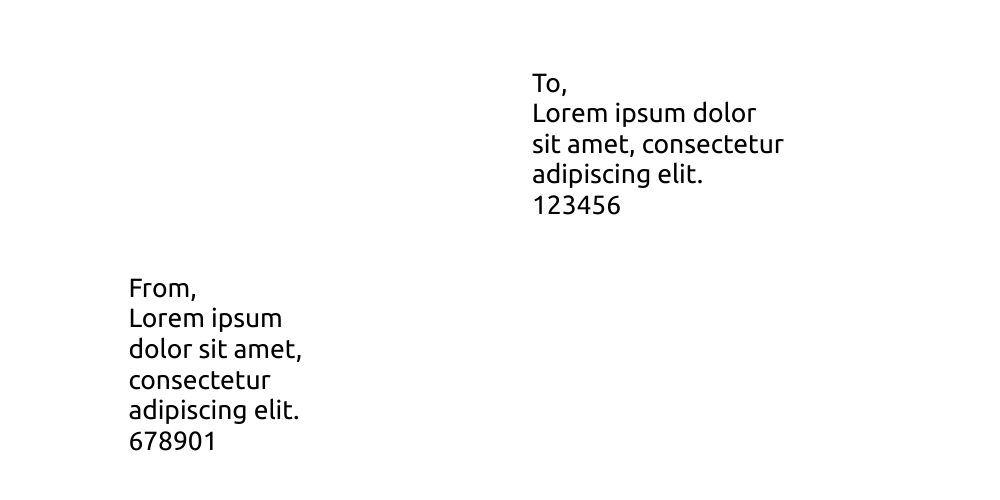 To,
Lorem ipsum dolor
sit amet, consectetur
adipiscing elit.
123456
From,
Lorem ipsum
dolor sit amet,
consectetur
adipiscing elit.
678901